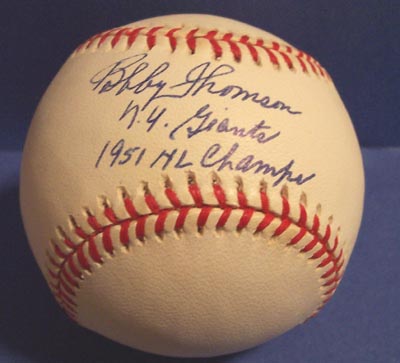 Bobby Thomson
N.Y. Giants
1951 NL Champs